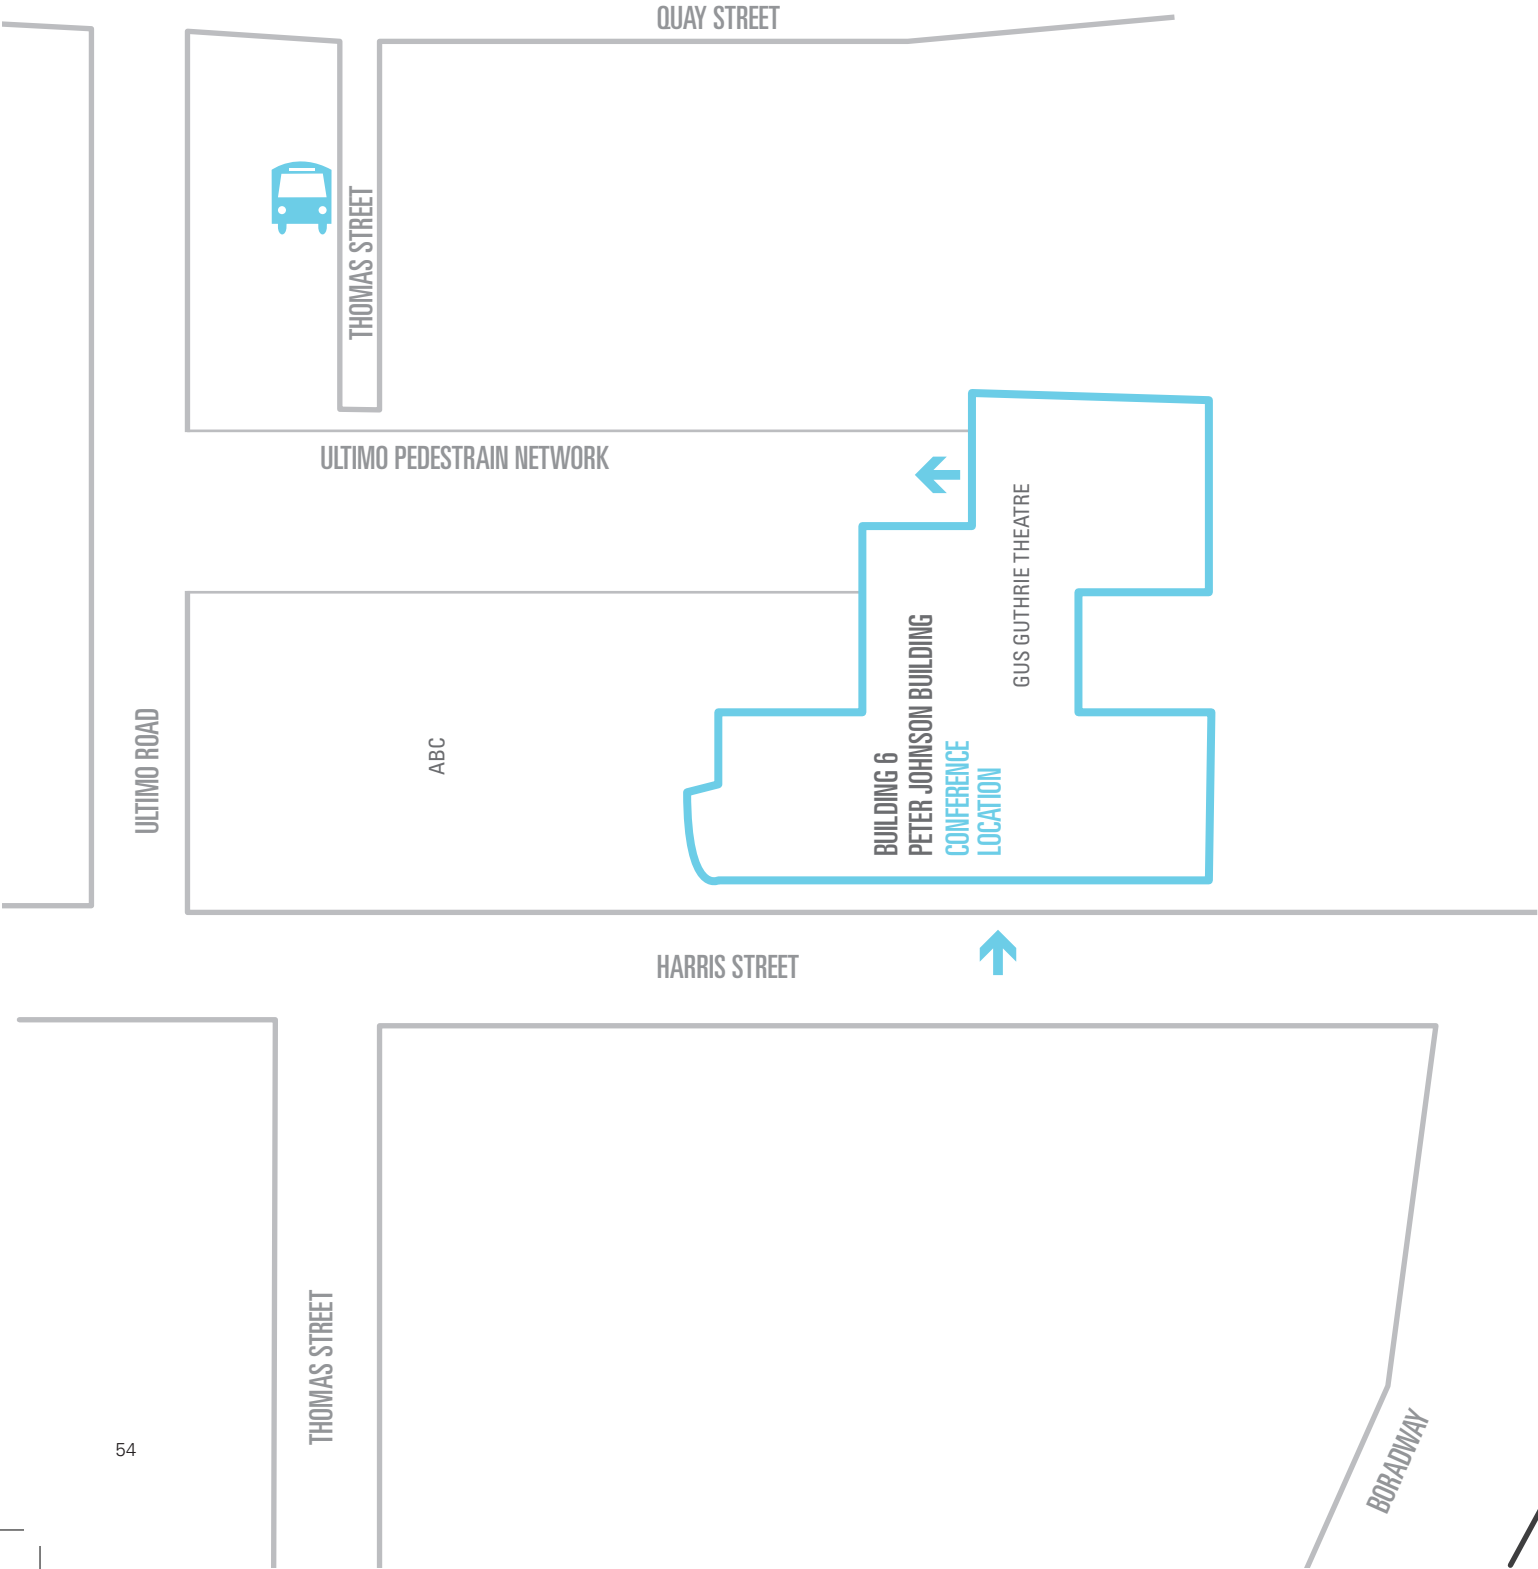 QUAY STREET
THOMAS STREET
ULTIMO PEDESTRAIN NETWORK
GUS GUTHRIE THEATRE
BUILDING 6
PETER JOHNSON BUILDING
CONFERENCE
LOCATION
ULTIMO ROAD
ABC
HARRIS STREET
THOMAS STREET
BORADWAY
54